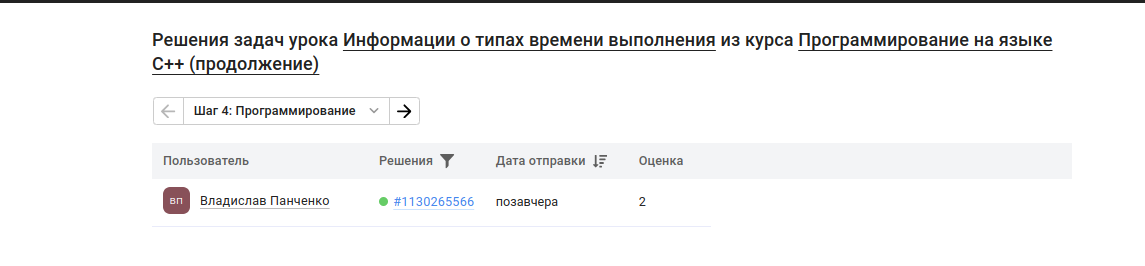 Решения задач урока Информации о типах времени выполнения из курса Программирование на языке
C++ (продолжение)
Шаг 4: Программирование
Пользователь Решения Дата отправки Оценка
ВП Владислав Панченко #1130265566 позавчера 2